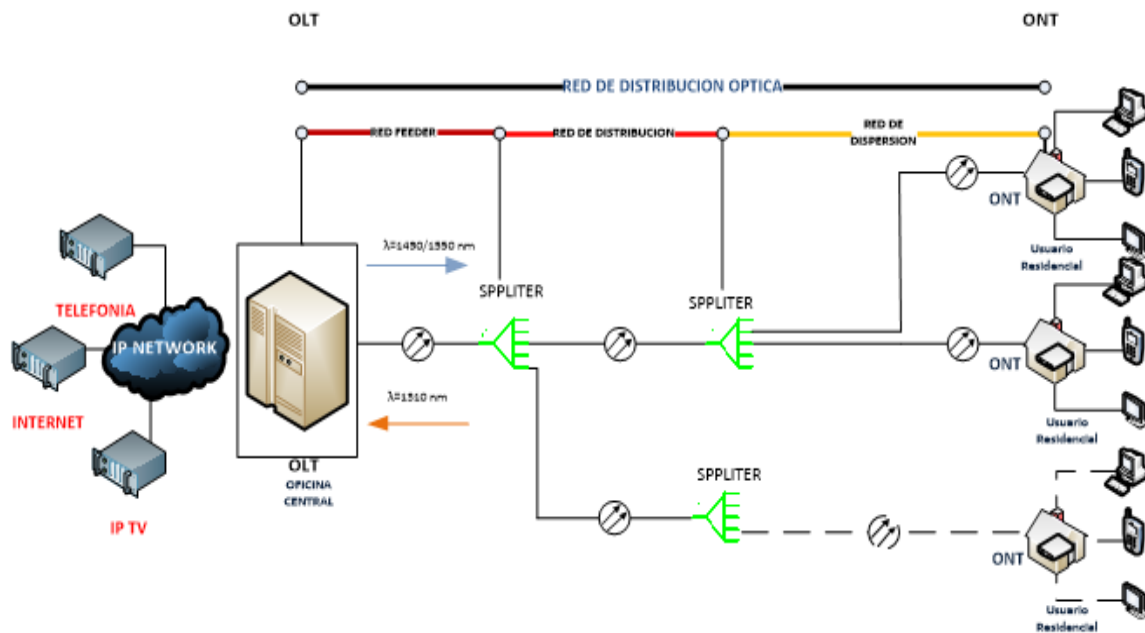 OLT
ONT
RED DE DISTRIBUCION OPTICA
RED FEEDER
RED DE DISTRIBUCION
RED DE
DISPERSION
ONT
λ=1490/1550 nm
Usuario
Residencial
SPPLITER
SPPLITER
TELEFONIA
IP NETWORK
INTERNET
λ=1310 nm
ONT
Usuario
Residencial
OLT
OFICINA
CENTRAL
SPPLITER
IP TV
ONT
Usuario
Residencial